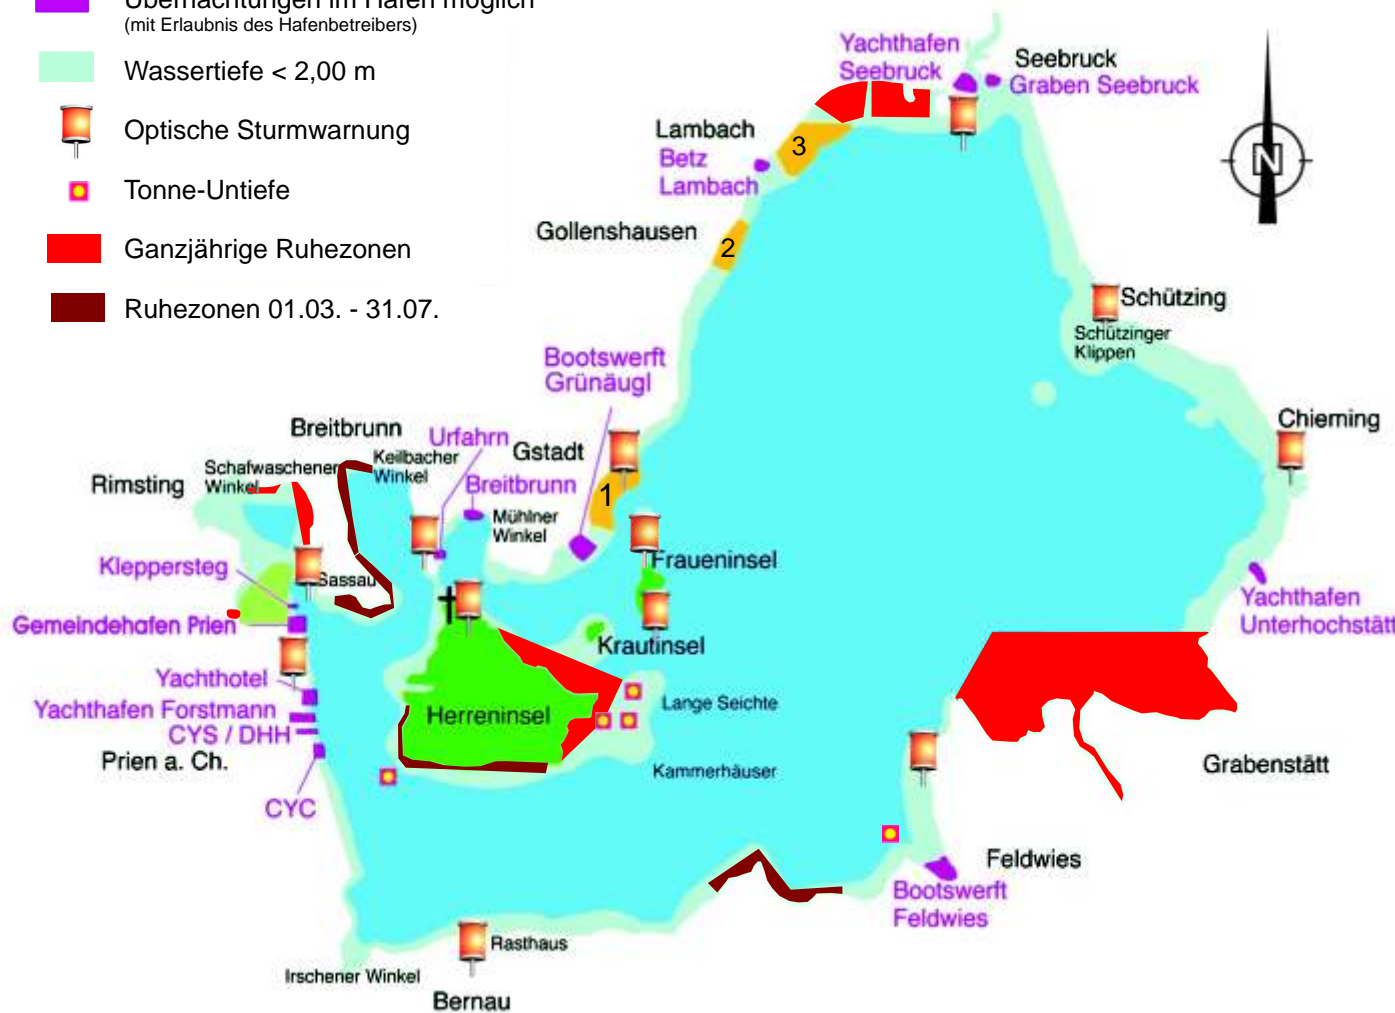 Übernachtungen im Hafen möglich
(mit Erlaubnis des Hafenbetreibers)
Wassertiefe < 2,00 m
Optische Sturmwarnung
Tonne-Untiefe
Ganzjährige Ruhezonen
Ruhezonen 01.03. - 31.07.
Yachthafen
Seebruck
Seebruck
Graben Seebruck
N
Lambach
Betz
Lambach
3
Gollenshausen
2
Schützing
Schützinger
Klippen
Bootswerft
Grünäugl
Chieming
Breitbrunn
Urfahrn
Gstadt
Rimsting
Schafwaschener
Winkel
Keilbacher
Winkel
Breitbrunn
1
Mühlner
Winkel
Kleppersteg
Sassau
Fraueninsel
Gemeindehafen Prien
Krautinsel
Yachthafen
Unterhochstätt
Yachthotel
Yachthafen Forstmann
CYS / DHH
Prien a. Ch.
Herreninsel
Lange Seichte
Kammerhäuser
Grabenstätt
CYC
Feldwies
Bootswerft
Feldwies
Rasthaus
Irschener Winkel
Bernau